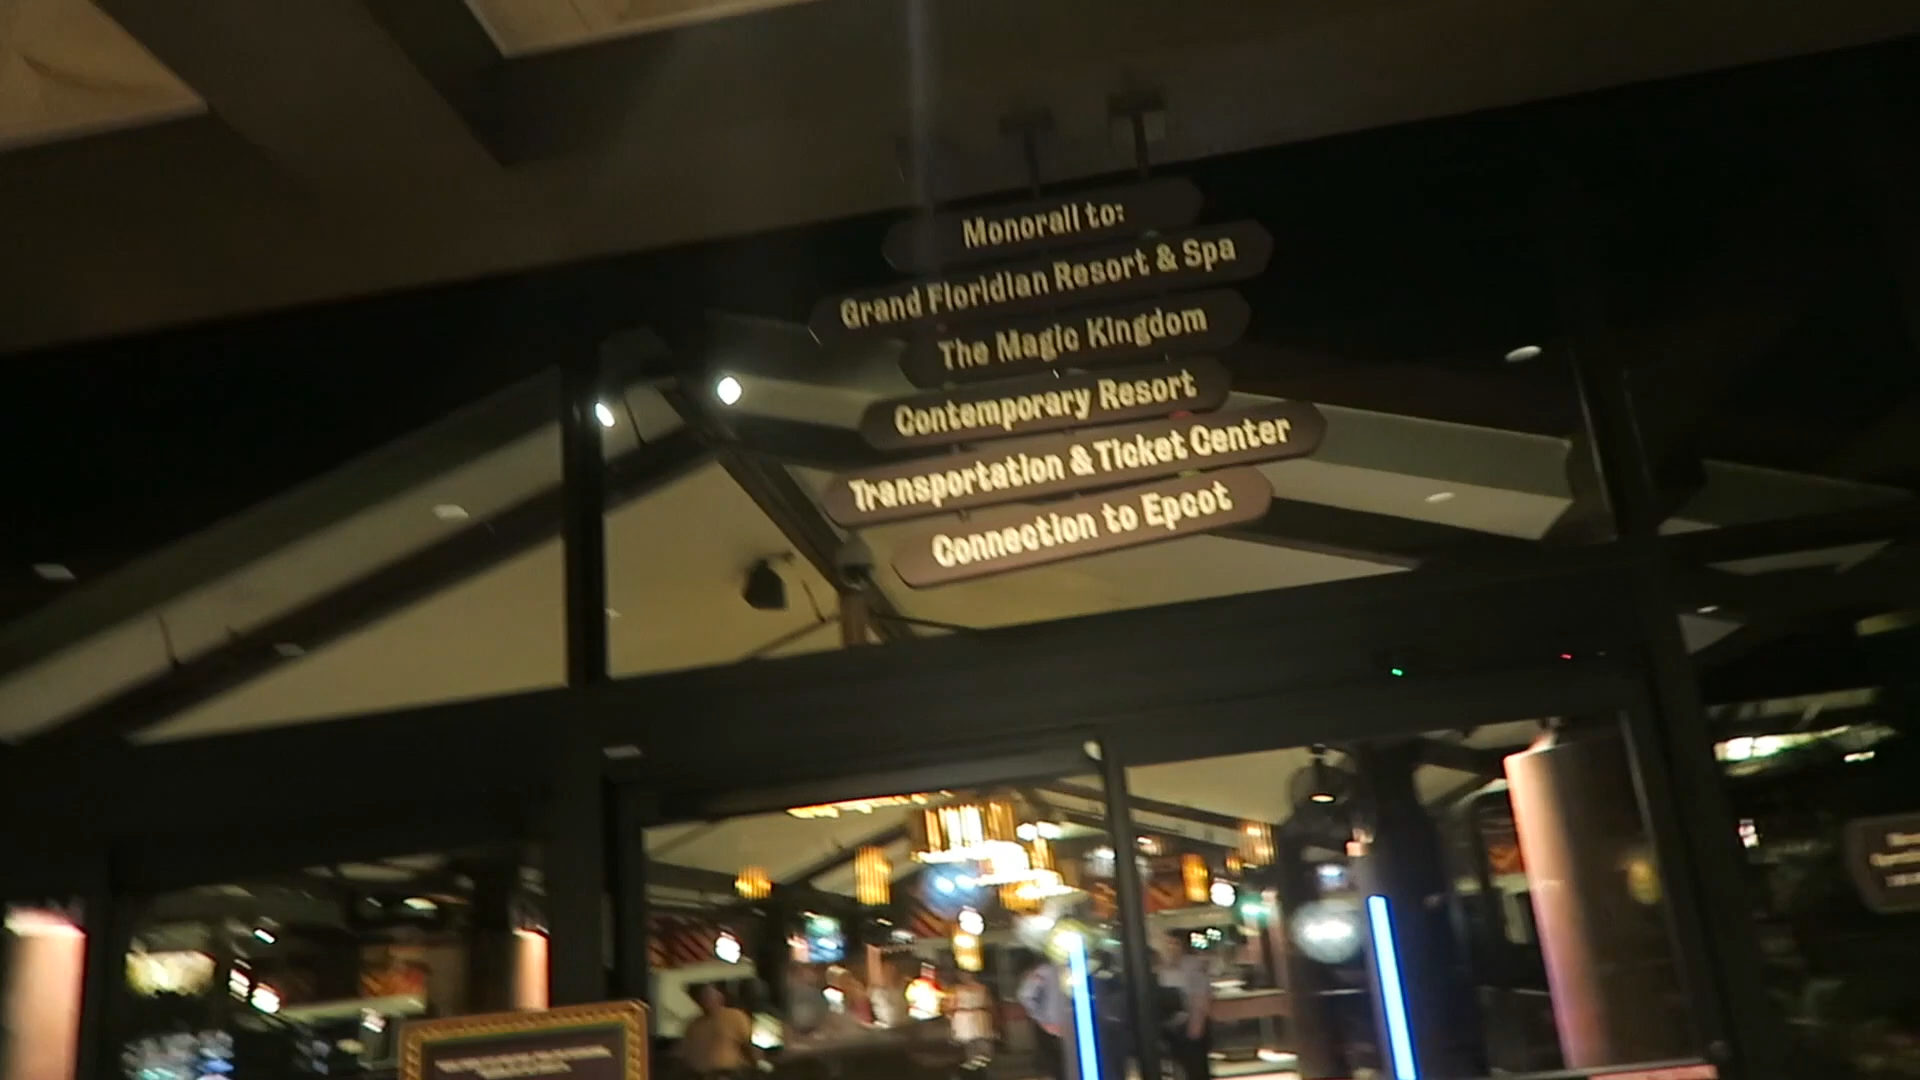 Monorail to:
Grand Floridian Resort & Spa
The Magic Kingdom
Contemporary Resort
Transportation & Ticket Center
Connection to Epcot